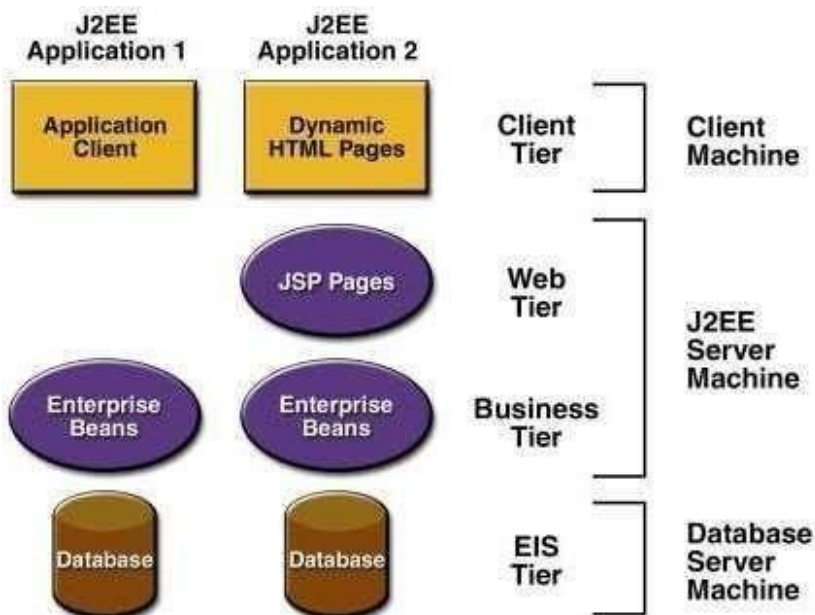 J2EE
Application 1
J2EE
Application 2
Application
Client
Dynamic
HTML Pages
Client
Tier
Client
Machine
JSP Pages
Web
Tier
J2EE
Server
Machine
Enterprise
Beans
Enterprise
Beans
Business
Tier
Database
Database
EIS
Tier
Database
Server
Machine